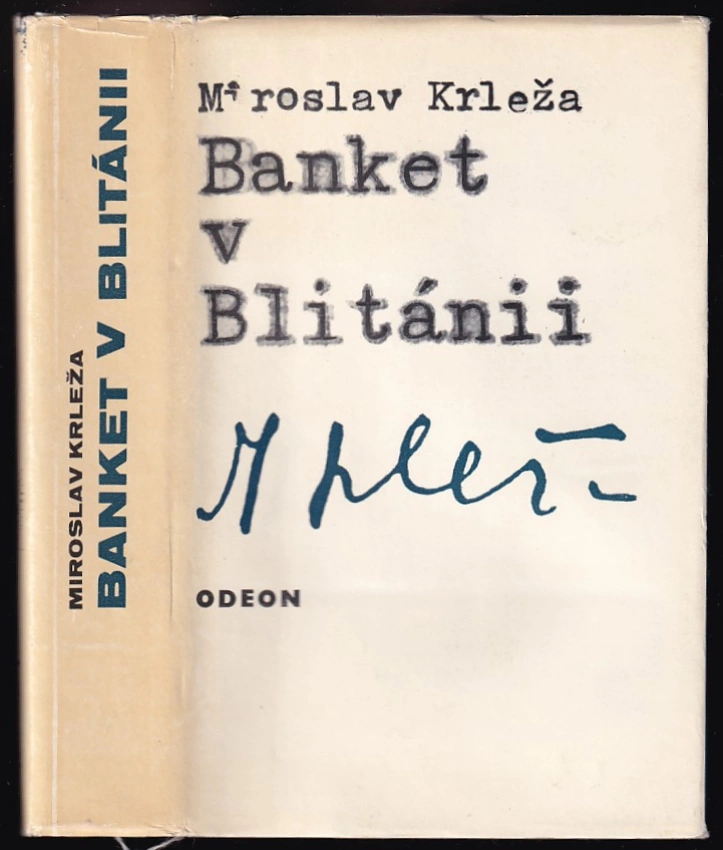 MIROSLAV KRLEŽA
BANKET V BLITÁNII
Miroslav Krleža
Banket
v
Blitánii
ODEON